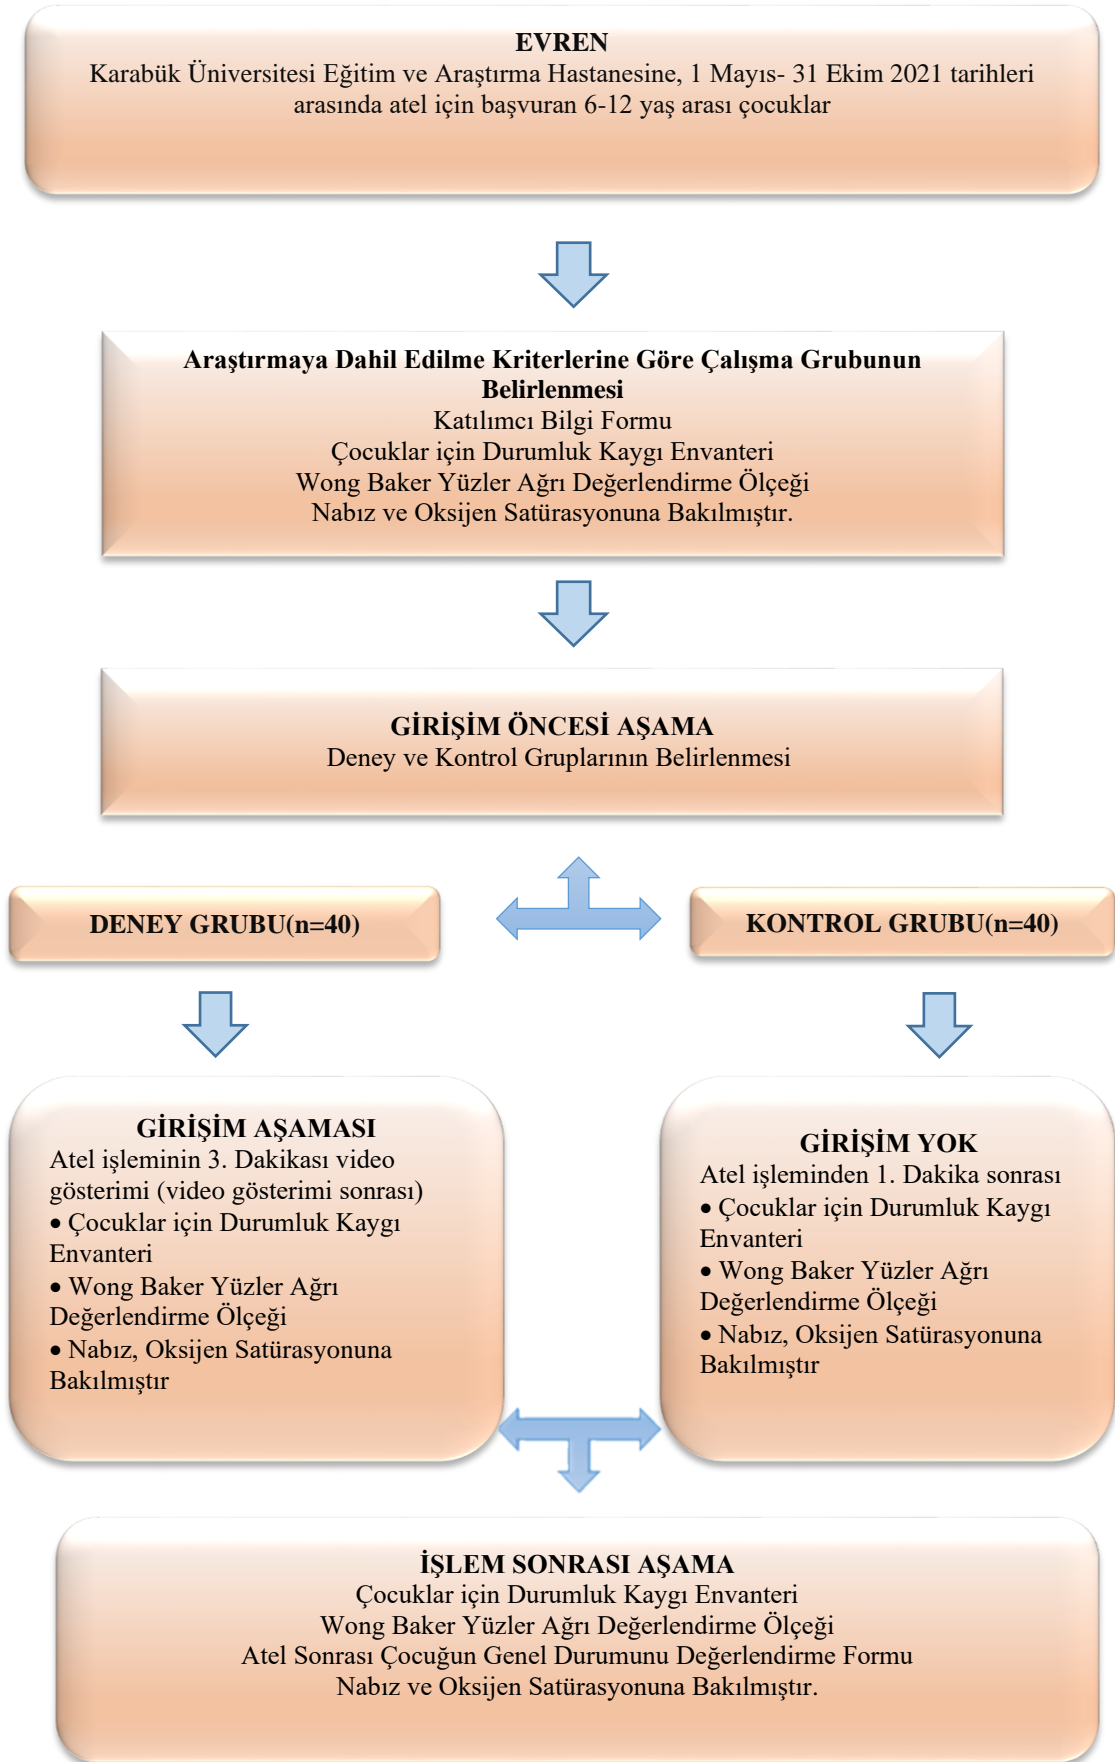 EVREN
Karabük Üniversitesi Eğitim ve Araştırma Hastanesine, 1 Mayıs- 31 Ekim 2021 tarihleri
arasında atel için başvuran 6-12 yaş arası çocuklar
Araştırmaya Dahil Edilme Kriterlerine Göre Çalışma Grubunun
Belirlenmesi
Katılımcı Bilgi Formu
Çocuklar için Durumluk Kaygı Envanteri
Wong Baker Yüzler Ağrı Değerlendirme Ölçeği
Nabız ve Oksijen Satürasyonuna Bakılmıştır.
GİRİŞİM ÖNCESİ AŞAMA
Deney ve Kontrol Gruplarının Belirlenmesi
DENEY GRUBU(n=40)
KONTROL GRUBU(n=40)
GİRİŞİM AŞAMASI
Atel işleminin 3. Dakikası video
gösterimi (video gösterimi sonrası)
• Çocuklar için Durumluk Kaygı
Envanteri
• Wong Baker Yüzler Ağrı
Değerlendirme Ölçeği
• Nabız, Oksijen Satürasyonuna
Bakılmıştır
GİRİŞİM YOK
Atel işleminden 1. Dakika sonrası
• Çocuklar için Durumluk Kaygı
Envanteri
• Wong Baker Yüzler Ağrı
Değerlendirme Ölçeği
• Nabız, Oksijen Satürasyonuna
Bakılmıştır
İŞLEM SONRASI AŞAMA
Çocuklar için Durumluk Kaygı Envanteri
Wong Baker Yüzler Ağrı Değerlendirme Ölçeği
Atel Sonrası Çocuğun Genel Durumunu Değerlendirme Formu
Nabız ve Oksijen Satürasyonuna Bakılmıştır.